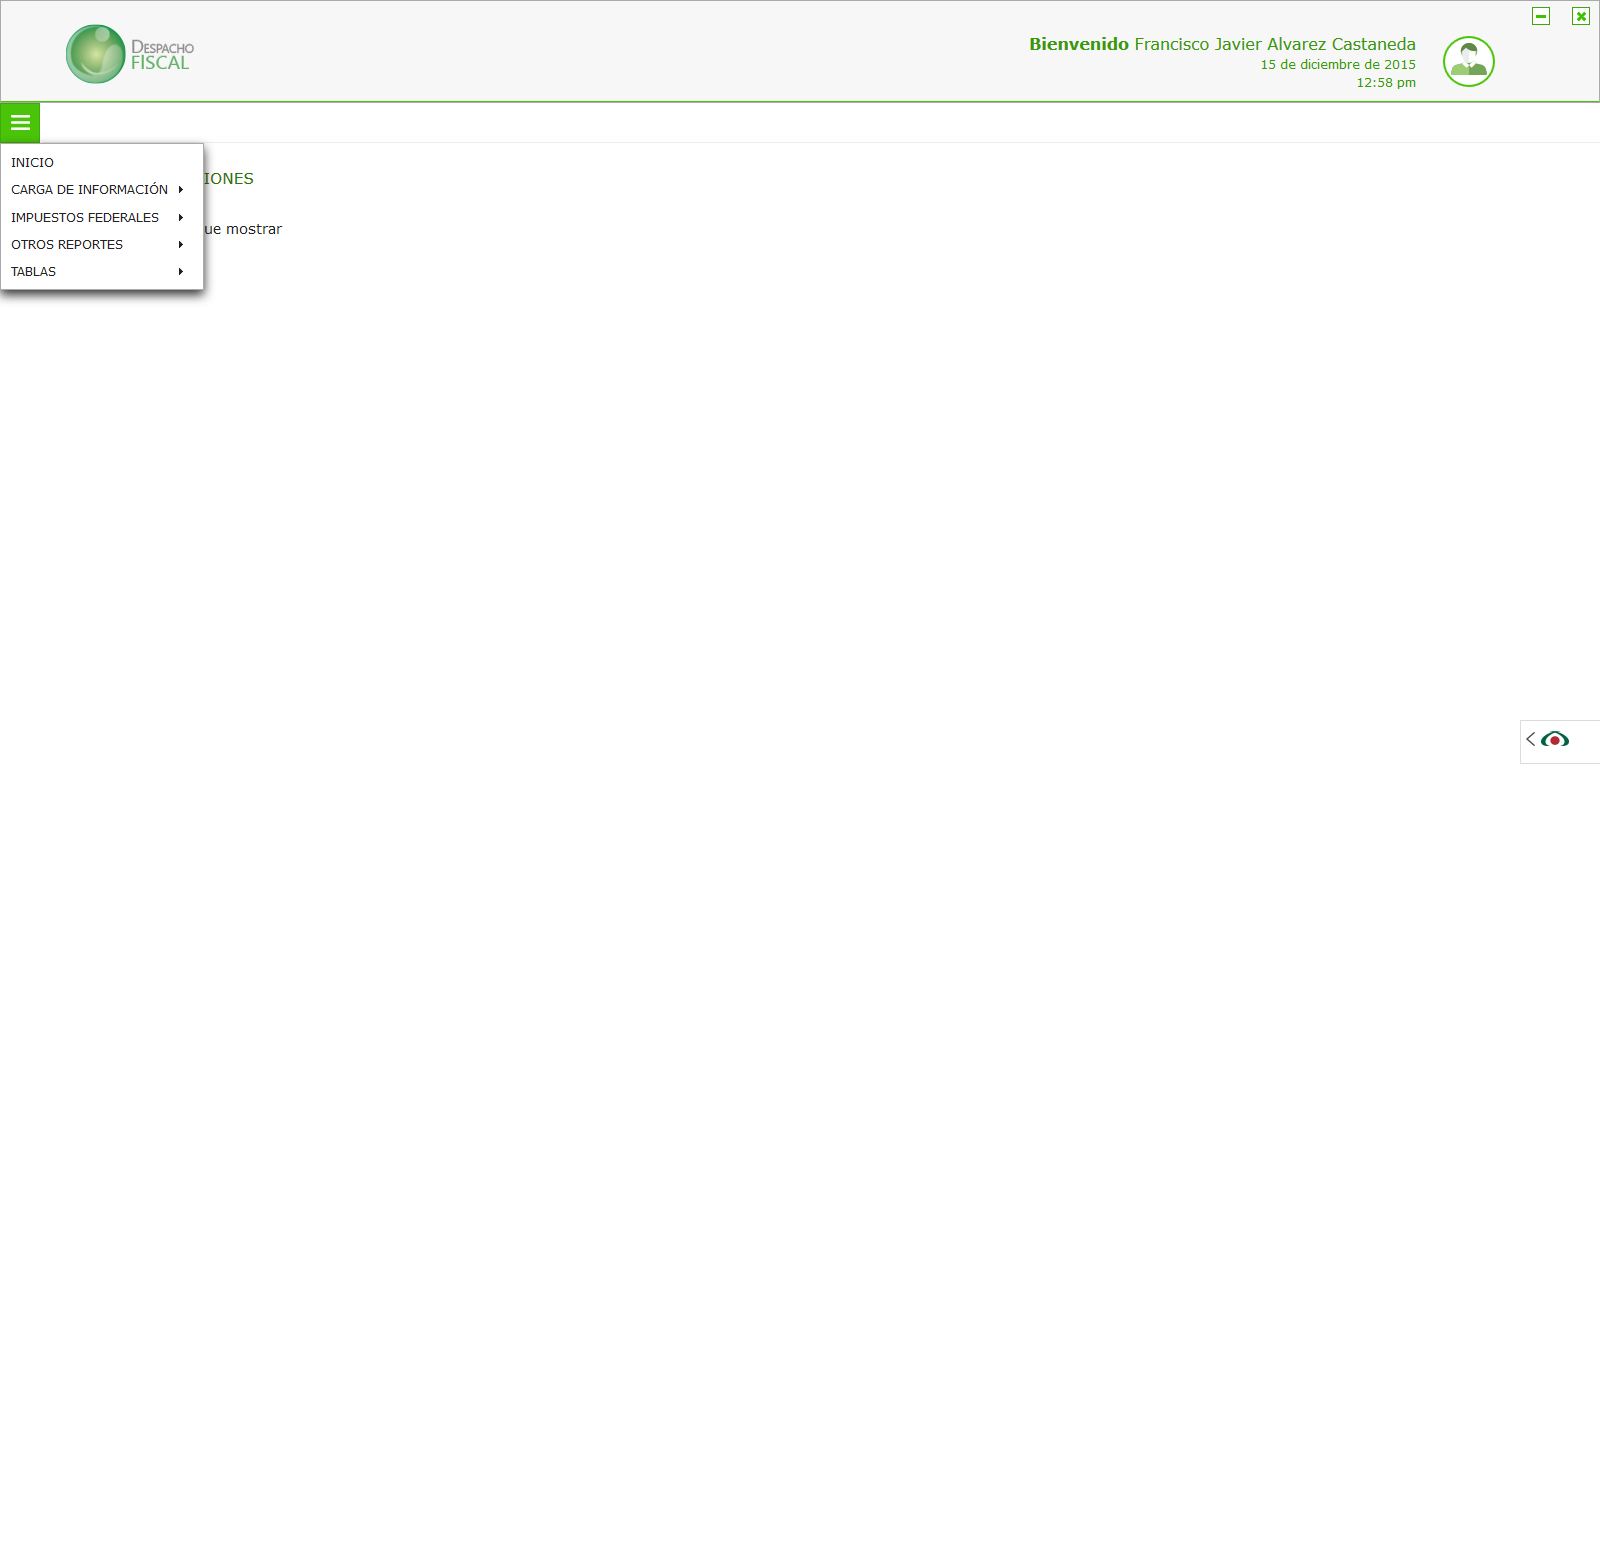 DESPACHO
FISCAL
Bienvenido Francisco Javier Alvarez Castaneda
15 de diciembre de 2015
12:58 pm
INICIO
CARGA DE INFORMACIÓN
IMPUESTOS FEDERALES
OTROS REPORTES
TABLAS
IONES
ue mostrar